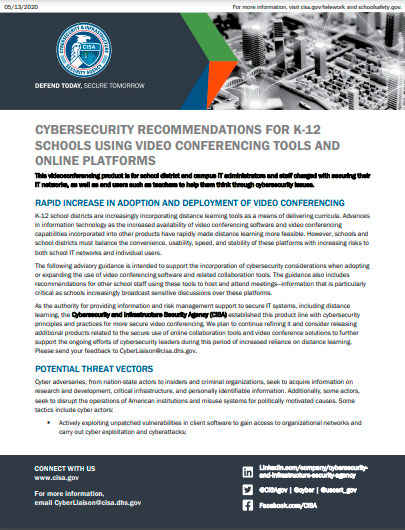 05/13/2020
For more information, visit cisa.gov/telework and schoolsafety.gov.
CYBERSECURITY & INFRASTRUCTURE
CISA
SECURITY AGENCY
DEFEND TODAY, SECURE TOMORROW
CYBERSECURITY RECOMMENDATIONS FOR K-12
SCHOOLS USING VIDEO CONFERENCING TOOLS AND
ONLINE PLATFORMS
This videoconferencing product is for school district and campus IT administrators and staff charged with securing their
IT networks, as well as end users such as teachers to help them think through cybersecurity issues.
RAPID INCREASE IN ADOPTION AND DEPLOYMENT OF VIDEO CONFERENCING
K-12 school districts are increasingly incorporating distance learning tools as a means of delivering curricula. Advances
in information technology as the increased availability of video conferencing software and video conferencing
capabilities incorporated into other products have rapidly made distant learning more feasible. However, schools and
school districts must balance the convenience, usability, speed, and stability of these platforms with increasing risks to
both school IT networks and individual users.
The following advisory guidance is intended to support the incorporation of cybersecurity considerations when adopting
or expanding the use of video conferencing software and related collaboration tools. The guidance also includes
recommendations for other school staff using these tools to host and attend meetings—information that is particularly
critical as schools increasingly broadcast sensitive discussions over these platforms.
As the authority for providing information and risk management support to secure IT systems, including distance
learning, the Cybersecurity and Infrastructure Security Agency (CISA) established this product line with cybersecurity
principles and practices for more secure video conferencing. We plan to continue refining it and consider releasing
additional products related to the secure use of online collaboration tools and video conference solutions to further
support the ongoing efforts of cybersecurity leaders during this period of increased reliance on distant learning.
Please send your feedback to CyberLiaison@cisa.dhs.gov.
POTENTIAL THREAT VECTORS
Cyber adversaries, from nation-state actors to insiders and criminal organizations, seek to acquire information on
research and development, critical infrastructure, and personally identifiable information. Additionally, some actors,
seek to disrupt the operations of American institutions and misuse systems for politically motivated causes. Some
tactics include cyber actors:
▪ Actively exploiting unpatched vulnerabilities in client software to gain access to organizational networks and
carry out cyber exploitation and cyberattacks;
CONNECT WITH US
www.cisa.gov
For more information,
email CyberLiaison@cisa.dhs.gov
Linkedin.com/company/cybersecurity-
and-infrastructure-security-agency
@CISAgov | @cyber | @uscert_gov
Facebook.com/CISA